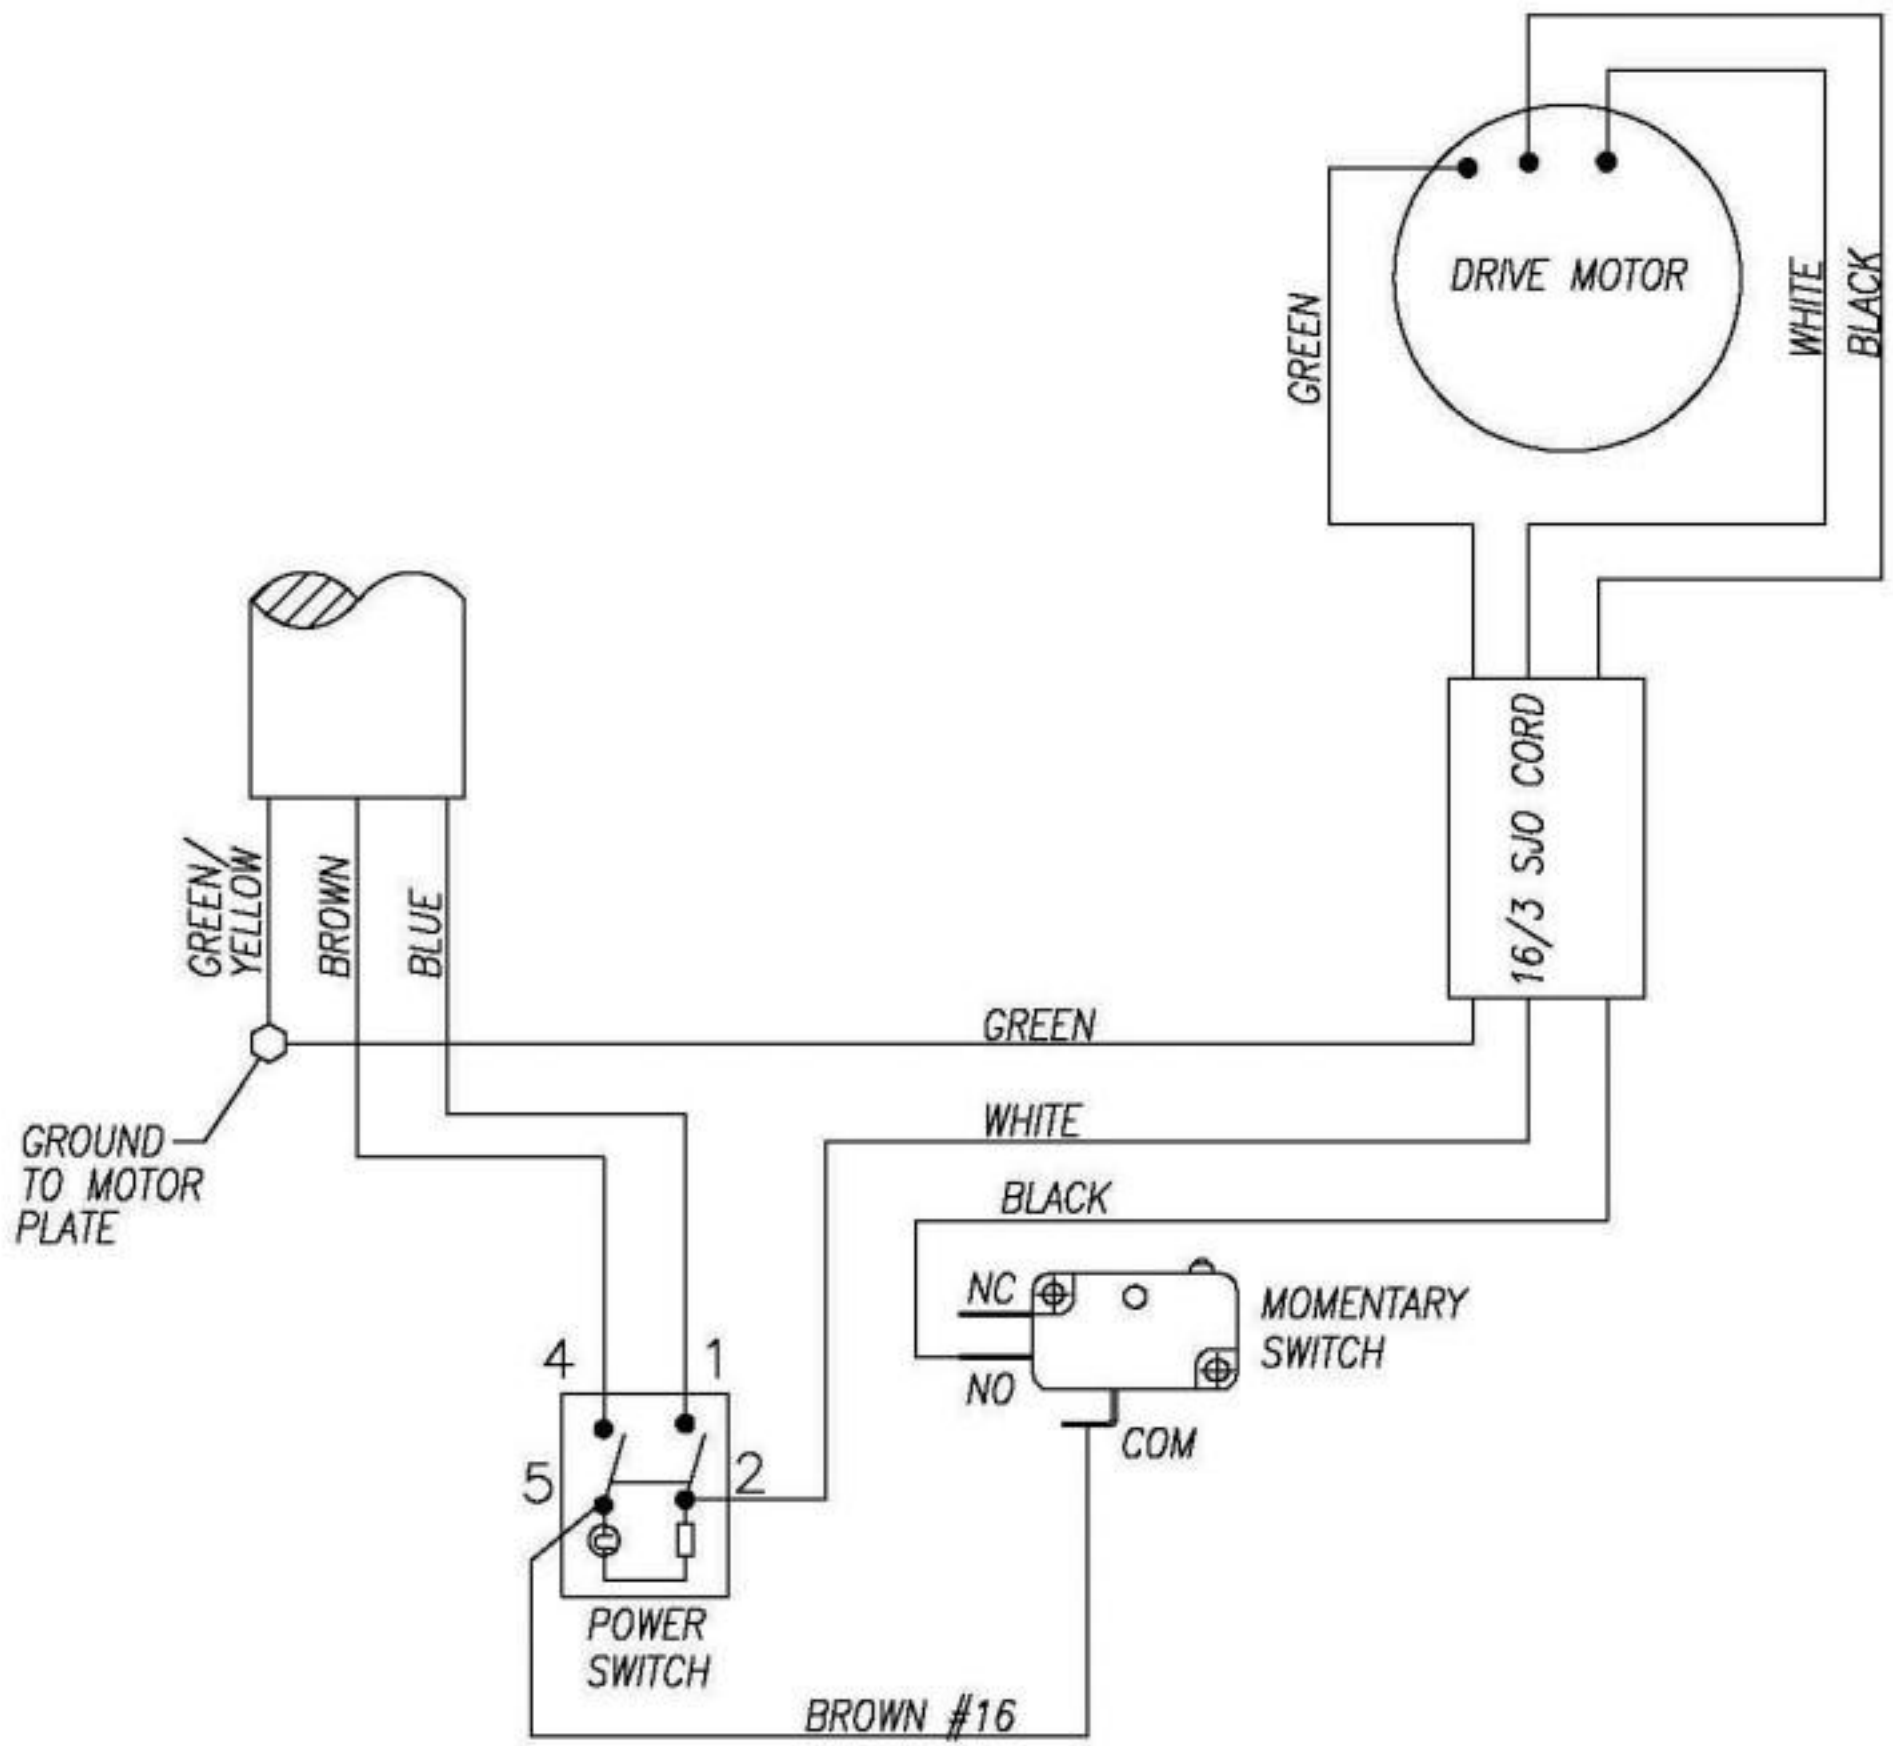 DRIVE MOTOR
GREEN
WHITE
BLACK
16/3 SJO CORD
GREEN/
YELLOW
BROWN
BLUE
GREEN
GROUND
TO MOTOR
PLATE
WHITE
BLACK
NC
NO
COM
MOMENTARY
SWITCH
4
1
5
2
POWER
SWITCH
BROWN #16